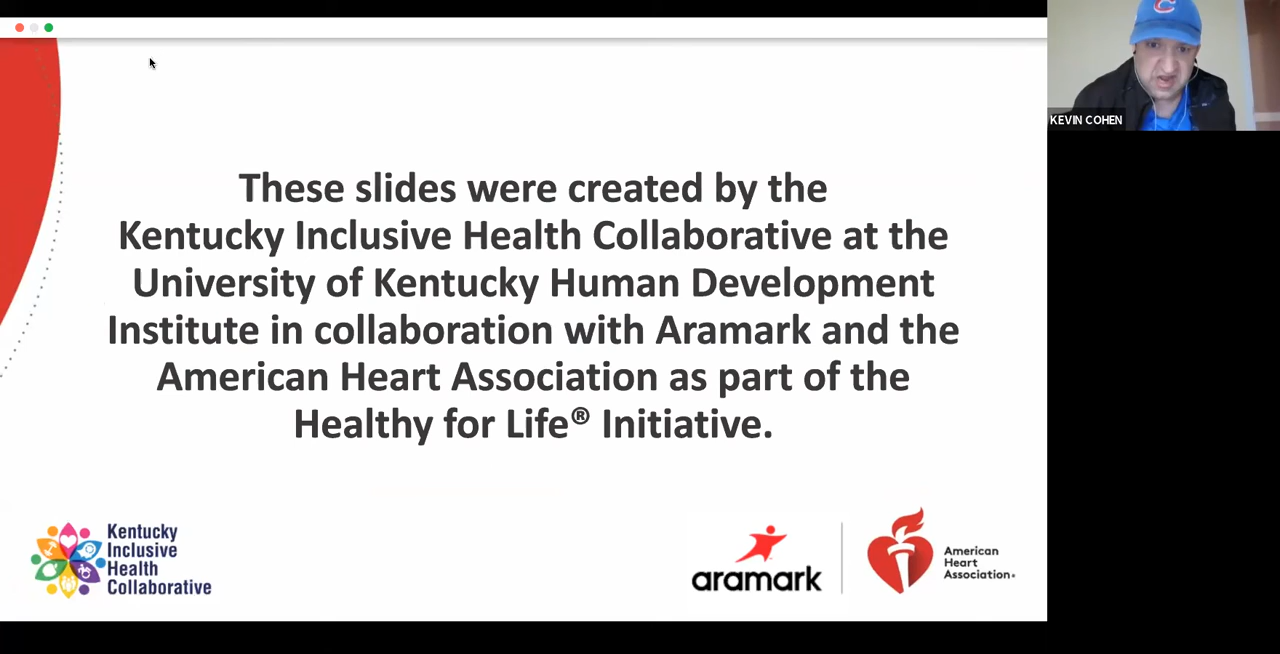 These slides were created by the
Kentucky Inclusive Health Collaborative at the
University of Kentucky Human Development
Institute in collaboration with Aramark and the
American Heart Association as part of the
Healthy for Life® Initiative.
Kentucky
Inclusive
Health
Collaborative
aramark
American
Heart
Association®
C
KEVIN COHEN